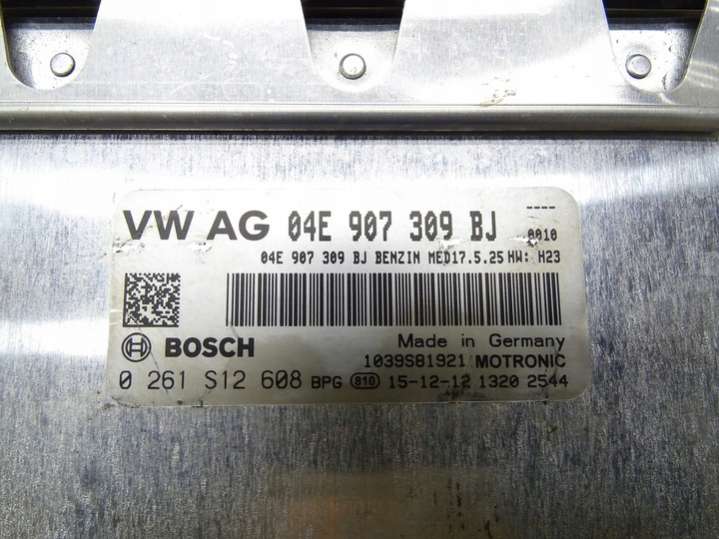 VW AG 04E 907 309 BJ ----
0010
04E 907 309 BJ BENZIN MED17.5.25 HW: H23
BOSCH Made in Germany
1039S81921 MOTRONIC
0 261 S12 608 BPG 810 15-12-12 1320 2544